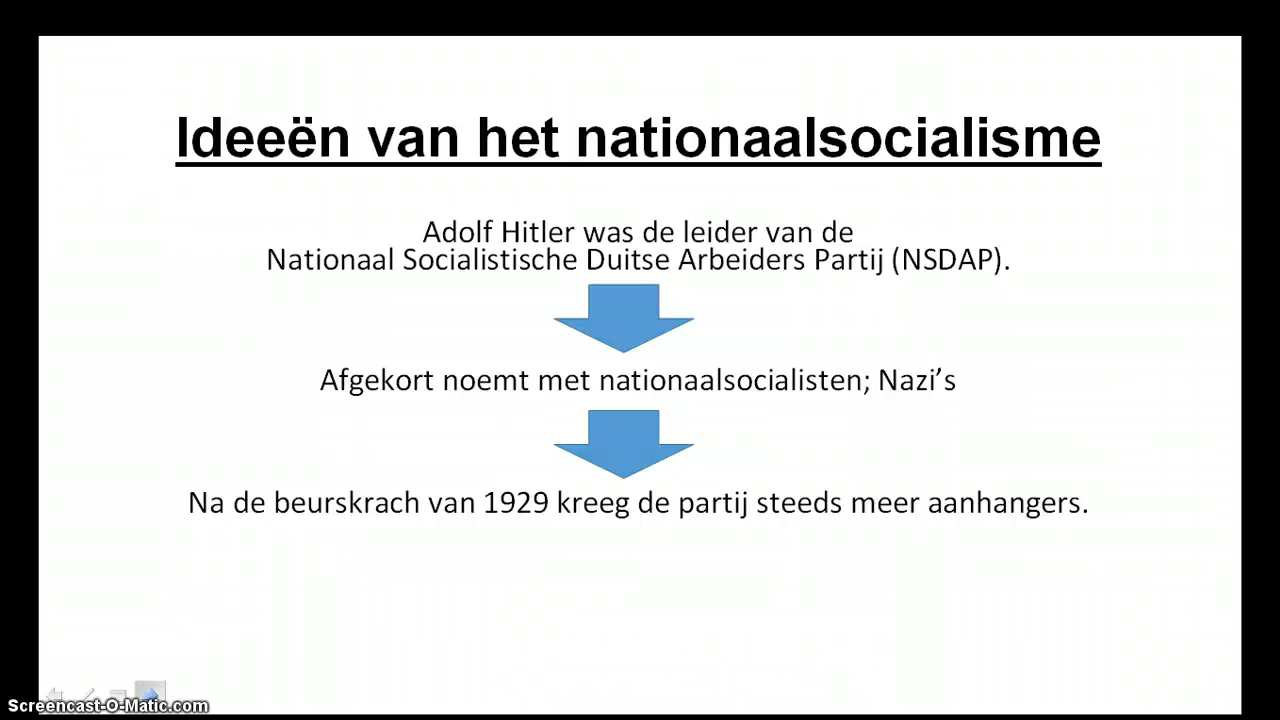 Ideeën van het nationaalsocialisme
Adolf Hitler was de leider van de
Nationaal Socialistische Duitse Arbeiders Partij (NSDAP).
Afgekort noemt met nationaalsocialisten; Nazi’s
Na de beurskrach van 1929 kreeg de partij steeds meer aanhangers.
Screencast-O-Matic.com